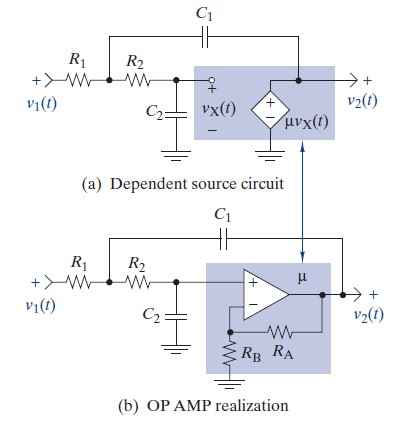 C₁
R₁ R₂
+ +
v₁(t) C₂ + vX(t) − + − μvX(t) v₂(t)
(a) Dependent source circuit
C₁
R₁ R₂ + μ
+ − +
v₁(t) C₂ v₂(t)
RB RA
(b) OP AMP realization